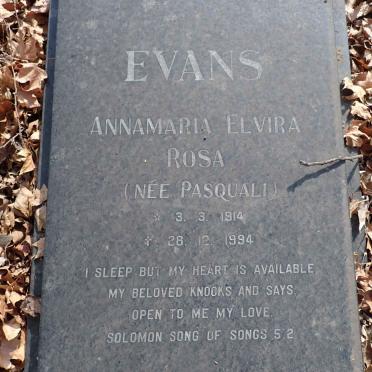 EVANS
ANNAMARIA ELVIRA
ROSA
(NÉE PASQUALI)
☆ 3. 3. 1914
✝ 28. 12. 1994
I SLEEP BUT MY HEART IS AVAILABLE
MY BELOVED KNOCKS AND SAYS,
OPEN TO ME MY LOVE.
SOLOMON SONG OF SONGS 5.2